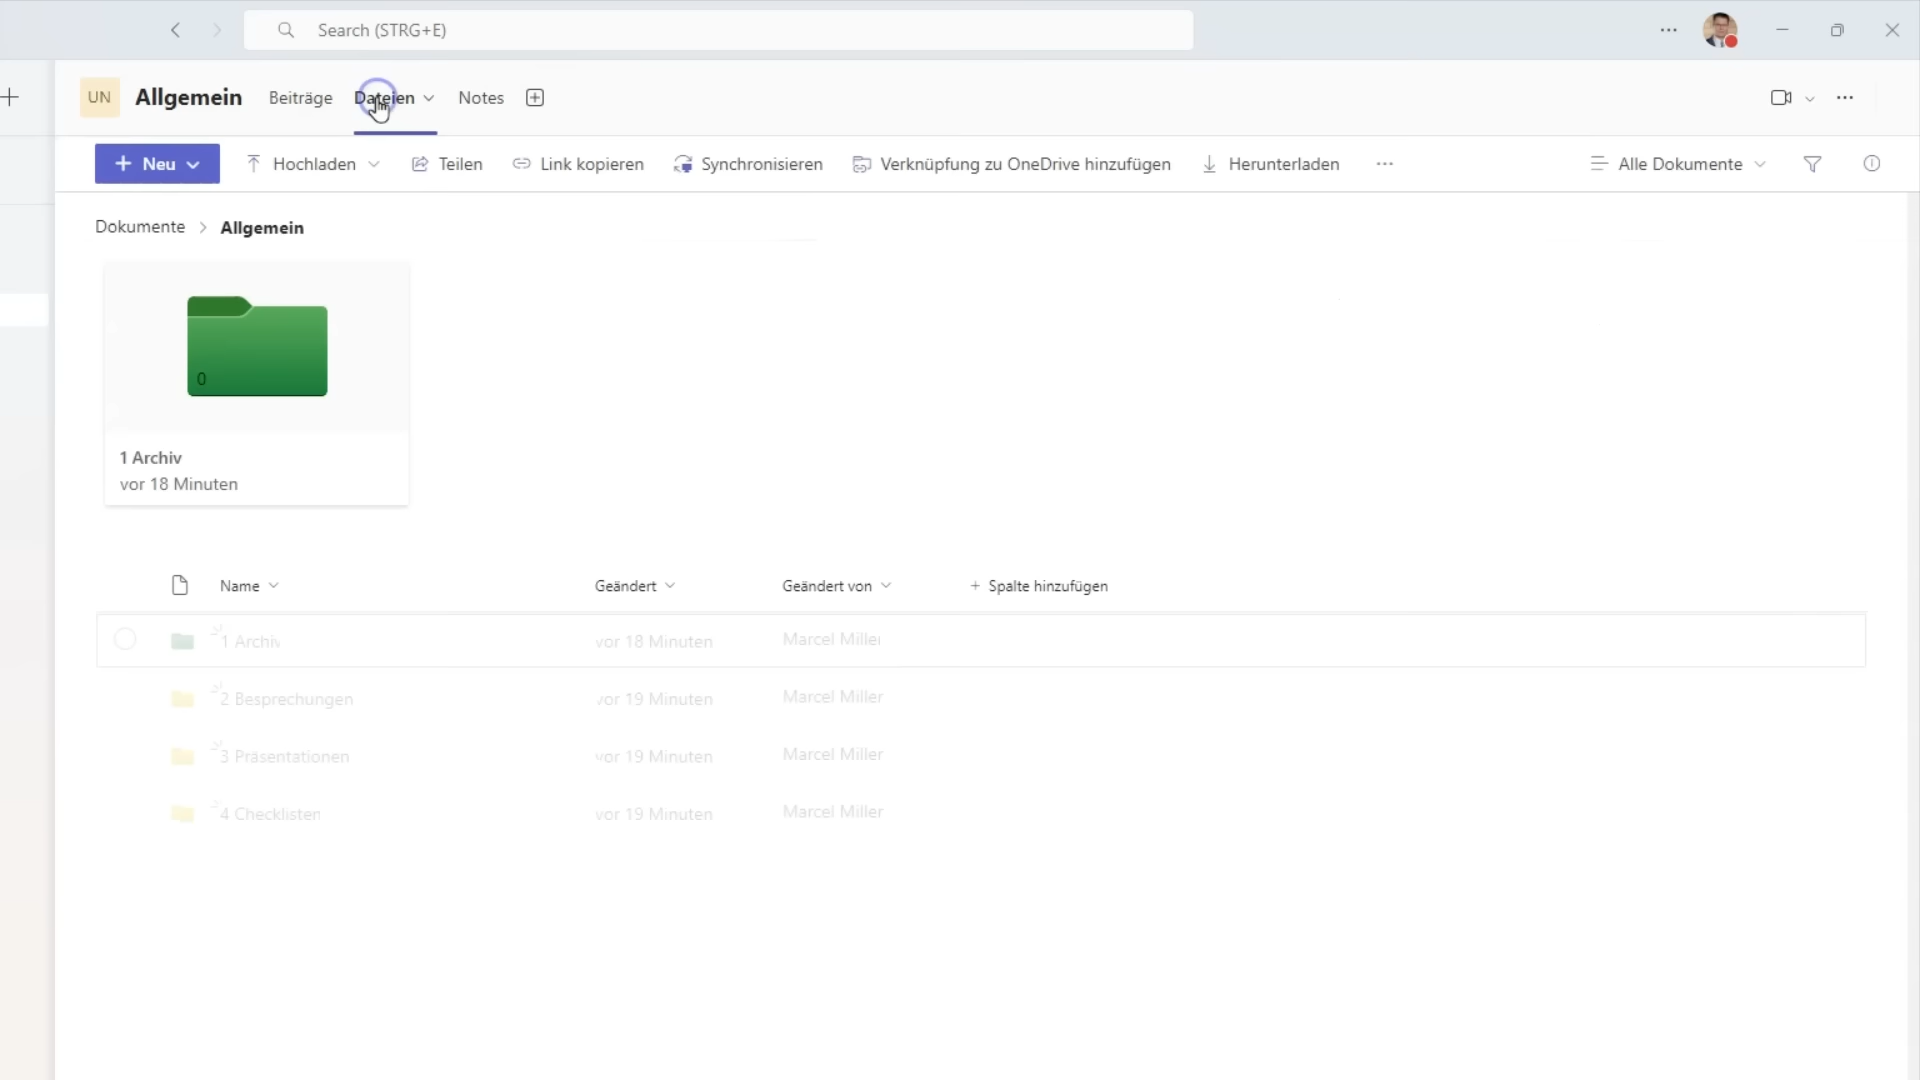 Search (STRG+E)
UN Allgemein Beiträge Dateien Notes
Neu Hochladen Teilen Link kopieren Synchronisieren Verknüpfung zu OneDrive hinzufügen Herunterladen ... Alle Dokumente
Dokumente > Allgemein
0
1 Archiv
vor 18 Minuten
Name Geändert Geändert von + Spalte hinzufügen
1 Archiv vor 18 Minuten Marcel Miller
2 Besprechungen vor 19 Minuten Marcel Miller
3 Präsentationen vor 19 Minuten Marcel Miller
4 Checklisten vor 19 Minuten Marcel Miller